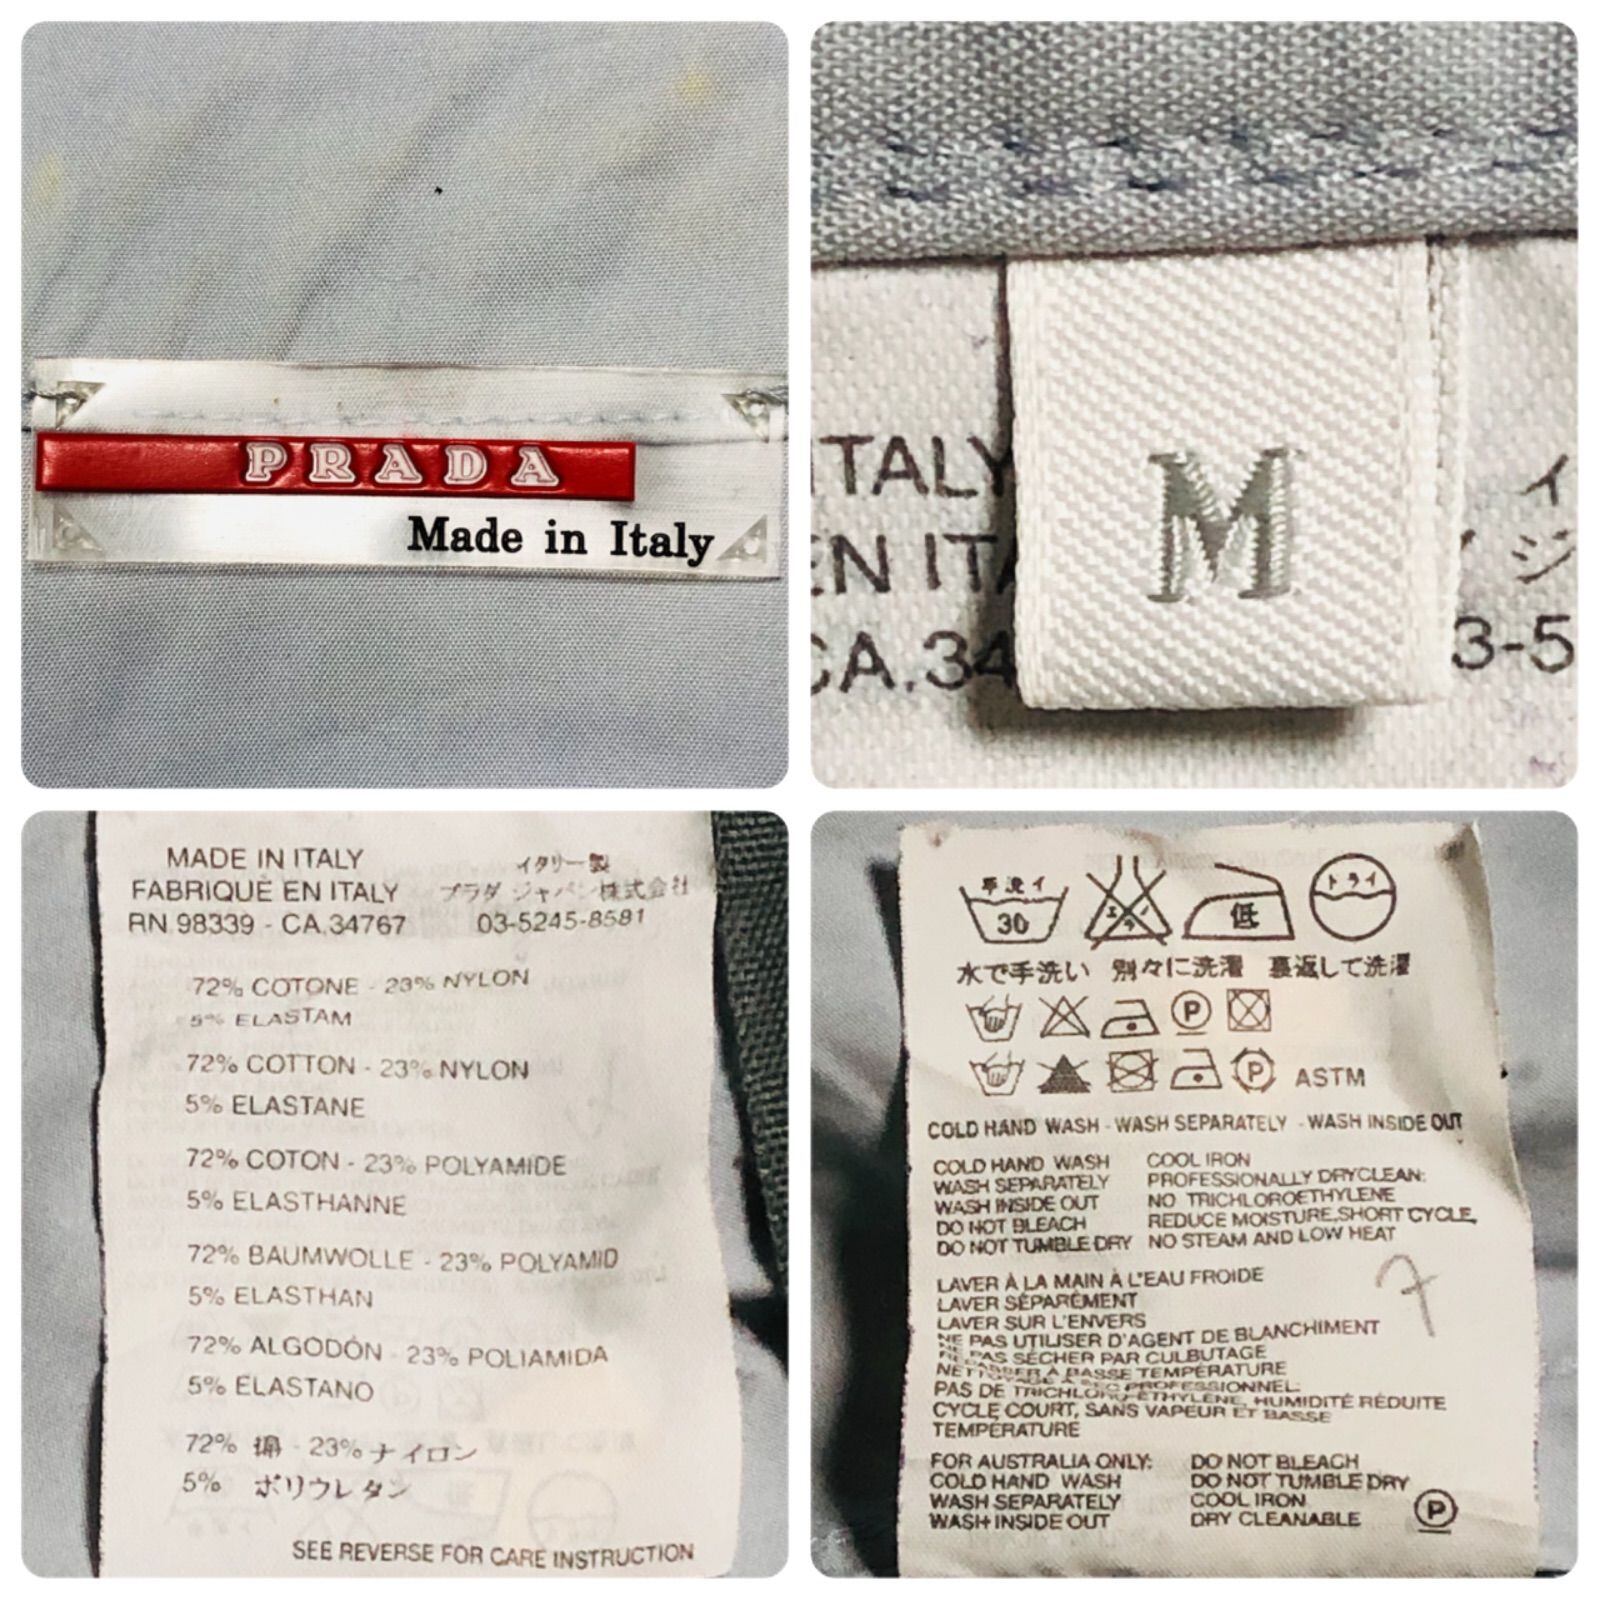 PRADA
Made in Italy
ITALY
EN ITA
CA.34
イ
ジ
3-5
M
MADE IN ITALY
イタリー製
FABRIQUE EN ITALY
プラダ ジャパン株式会社
RN 98339 - CA.34767
03-5245-8581
72% COTONE - 23% NYLON
5% ELASTAM
72% COTTON - 23% NYLON
5% ELASTANE
72% COTON - 23% POLYAMIDE
5% ELASTHANNE
72% BAUMWOLLE - 23% POLYAMID
5% ELASTHAN
72% ALGODÓN - 23% POLIAMIDA
5% ELASTANO
72% 綿 - 23% ナイロン
5% ポリウレタン
SEE REVERSE FOR CARE INSTRUCTION
手洗イ
30
低
ドライ
水で手洗い 別々に洗濯 裏返して洗濯
P
P ASTM
COLD HAND WASH - WASH SEPARATELY - WASH INSIDE OUT
COLD HAND WASH
WASH SEPARATELY
WASH INSIDE OUT
DO NOT BLEACH
DO NOT TUMBLE DRY
COOL IRON
PROFESSIONALLY DRYCLEAN:
NO TRICHLOROETHYLENE
REDUCE MOISTURE, SHORT CYCLE,
NO STEAM AND LOW HEAT
7
LAVER À LA MAIN À L'EAU FROIDE
LAVER SÉPARÉMENT
LAVER SUR L'ENVERS
NE PAS UTILISER D'AGENT DE BLANCHIMENT
NE PAS SÉCHER PAR CULBUTAGE
À BASSE TEMPÉRATURE
PROFESSIONNEL:
PAS DE TRICHLOROÉTHYLÈNE, HUMIDITÉ RÉDUITE
CYCLE COURT, SANS VAPEUR ET BASSE
TEMPÉRATURE
FOR AUSTRALIA ONLY:
COLD HAND WASH
WASH SEPARATELY
WASH INSIDE OUT
DO NOT BLEACH
DO NOT TUMBLE DRY
COOL IRON
DRY CLEANABLE
P